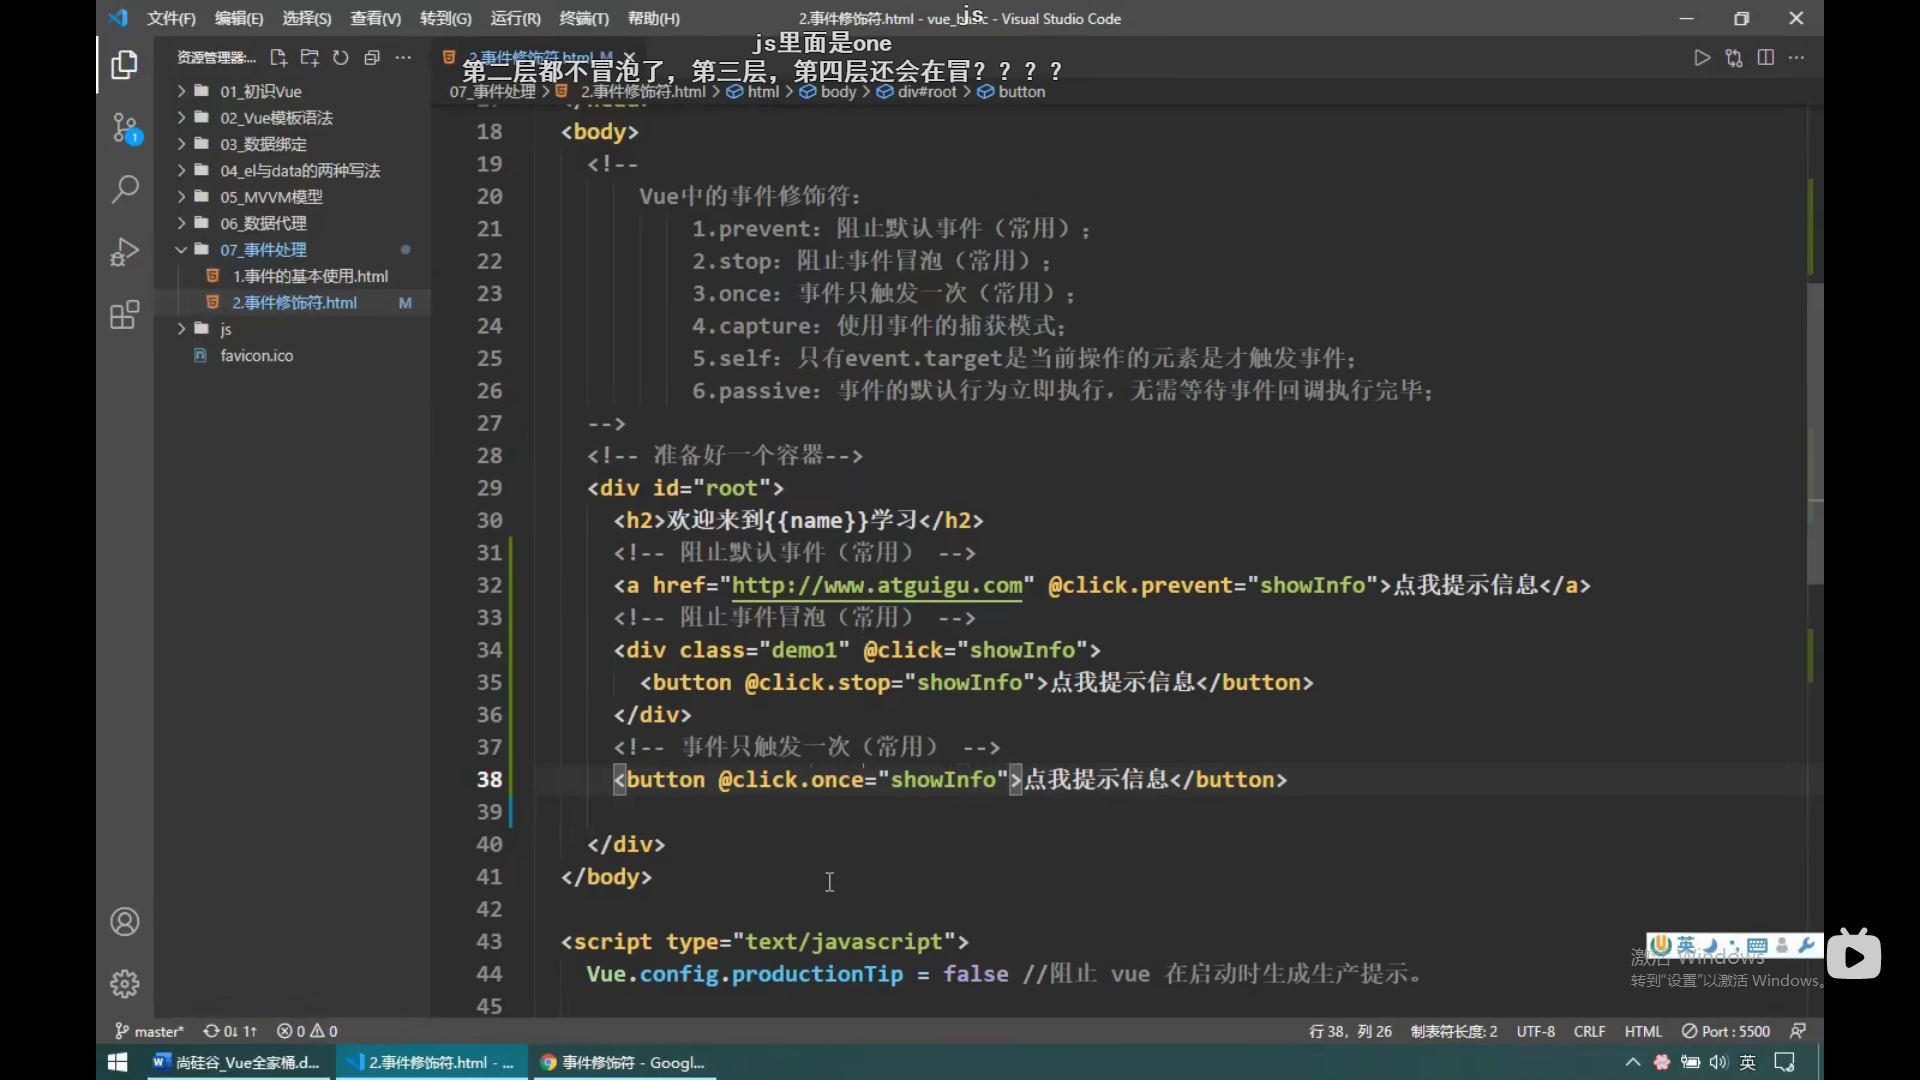 文件(F) 编辑(E) 选择(S) 查看(V) 转到(G) 运行(R) 终端(T) 帮助(H)
js
js里面是one
第二层都不冒泡了，第三层，第四层还会在冒？？？？
资源管理器:...
01_初识Vue
02_Vue模板语法
03_数据绑定
04_el与data的两种写法
05_MVVM模型
06_数据代理
07_事件处理
1.事件的基本使用.html
2.事件修饰符.html M
js
favicon.ico
1
2.事件修饰符.html M
07_事件处理 > 2.事件修饰符.html > html > body > div#root > button
18 <body>
19 <!--
20 Vue中的事件修饰符：
21 1.prevent：阻止默认事件（常用）；
22 2.stop：阻止事件冒泡（常用）；
23 3.once：事件只触发一次（常用）；
24 4.capture：使用事件的捕获模式；
25 5.self：只有event.target是当前操作的元素是才触发事件；
26 6.passive：事件的默认行为立即执行，无需等待事件回调执行完毕；
27 -->
28 <!-- 准备好一个容器-->
29 <div id="root">
30 <h2>欢迎来到{{name}}学习</h2>
31 <!-- 阻止默认事件（常用） -->
32 <a href="http://www.atguigu.com" @click.prevent="showInfo">点我提示信息</a>
33 <!-- 阻止事件冒泡（常用） -->
34 <div class="demo1" @click="showInfo">
35 <button @click.stop="showInfo">点我提示信息</button>
36 </div>
37 <!-- 事件只触发一次（常用） -->
38 <button @click.once="showInfo">点我提示信息</button>
39
40 </div>
41 </body>
42
43 <script type="text/javascript">
44 Vue.config.productionTip = false //阻止 vue 在启动时生成生产提示。
45
英
转到"设置"以激活 Windows。
master* 0↓ 1↑ 0 0
行 38，列 26 制表符长度: 2 UTF-8 CRLF HTML Port : 5500
尚硅谷_Vue全家桶.d...
2.事件修饰符.html - ...
事件修饰符 - Googl...
英